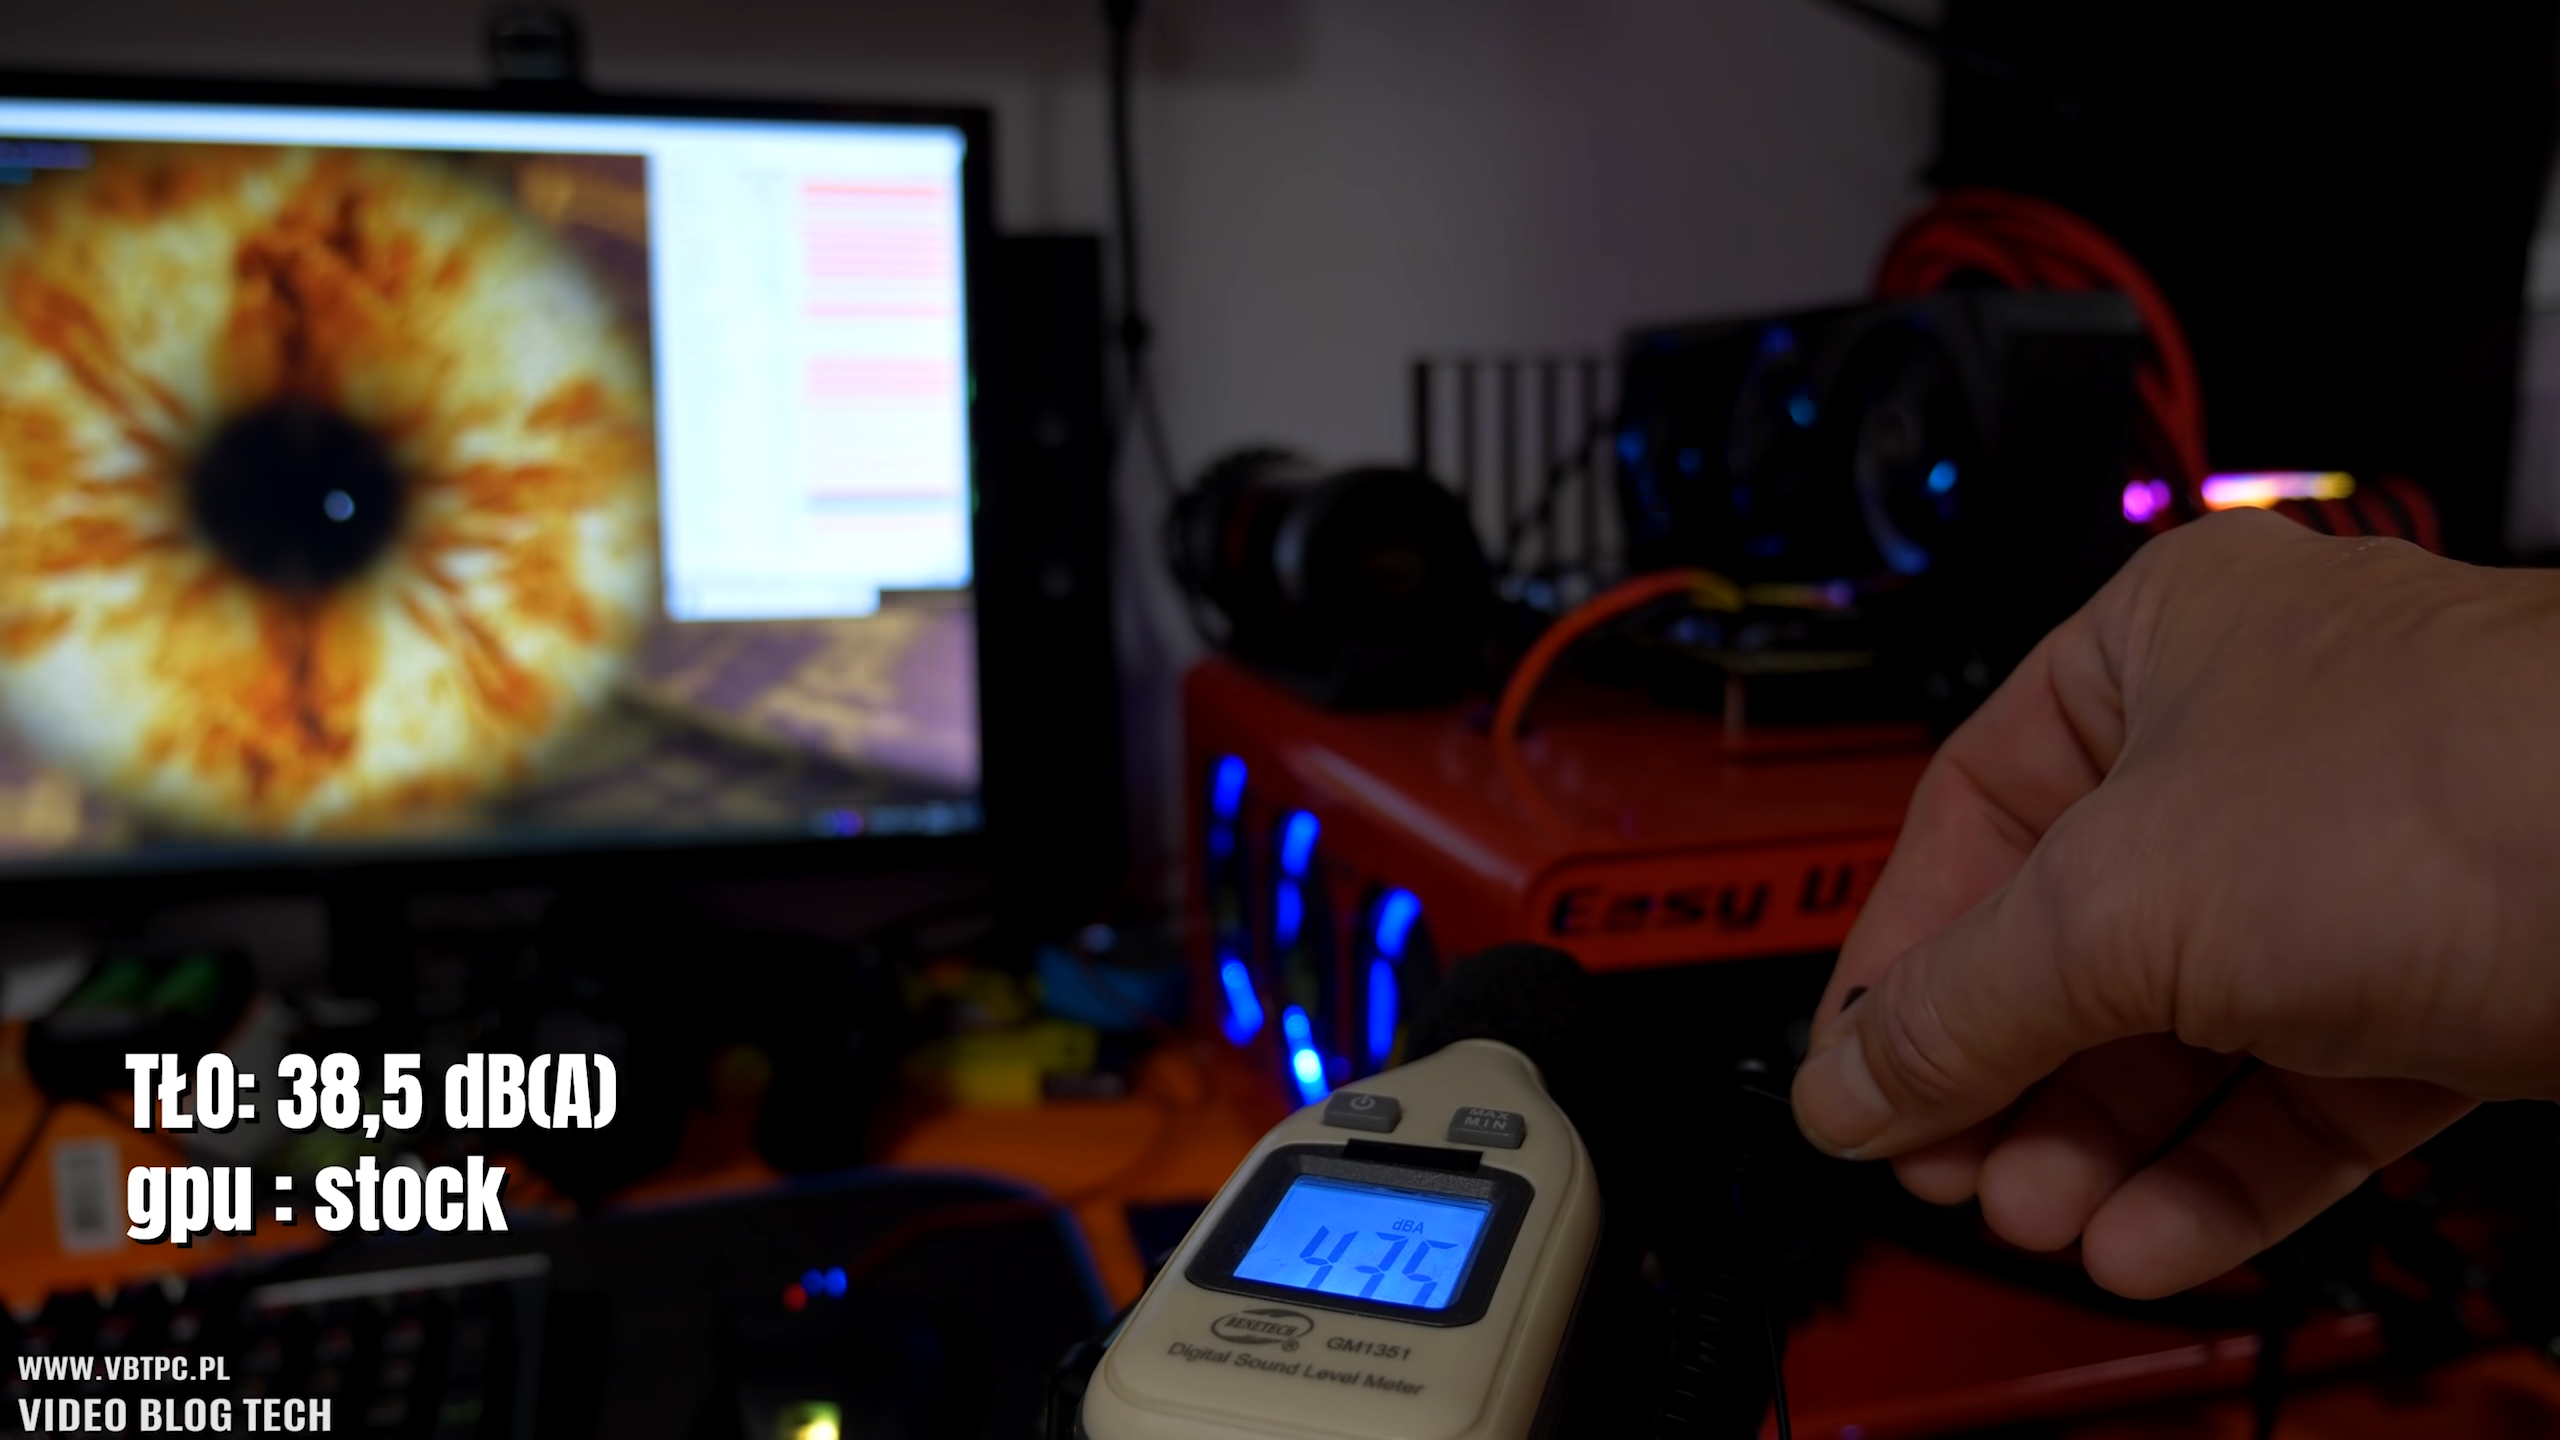 Easy
TŁO: 38,5 dB(A)
gpu : stock
MAX
MIN
dBA
47.5
BENETECH ®
GM1351
Digital Sound Level Meter
WWW.VBTPC.PL
VIDEO BLOG TECH